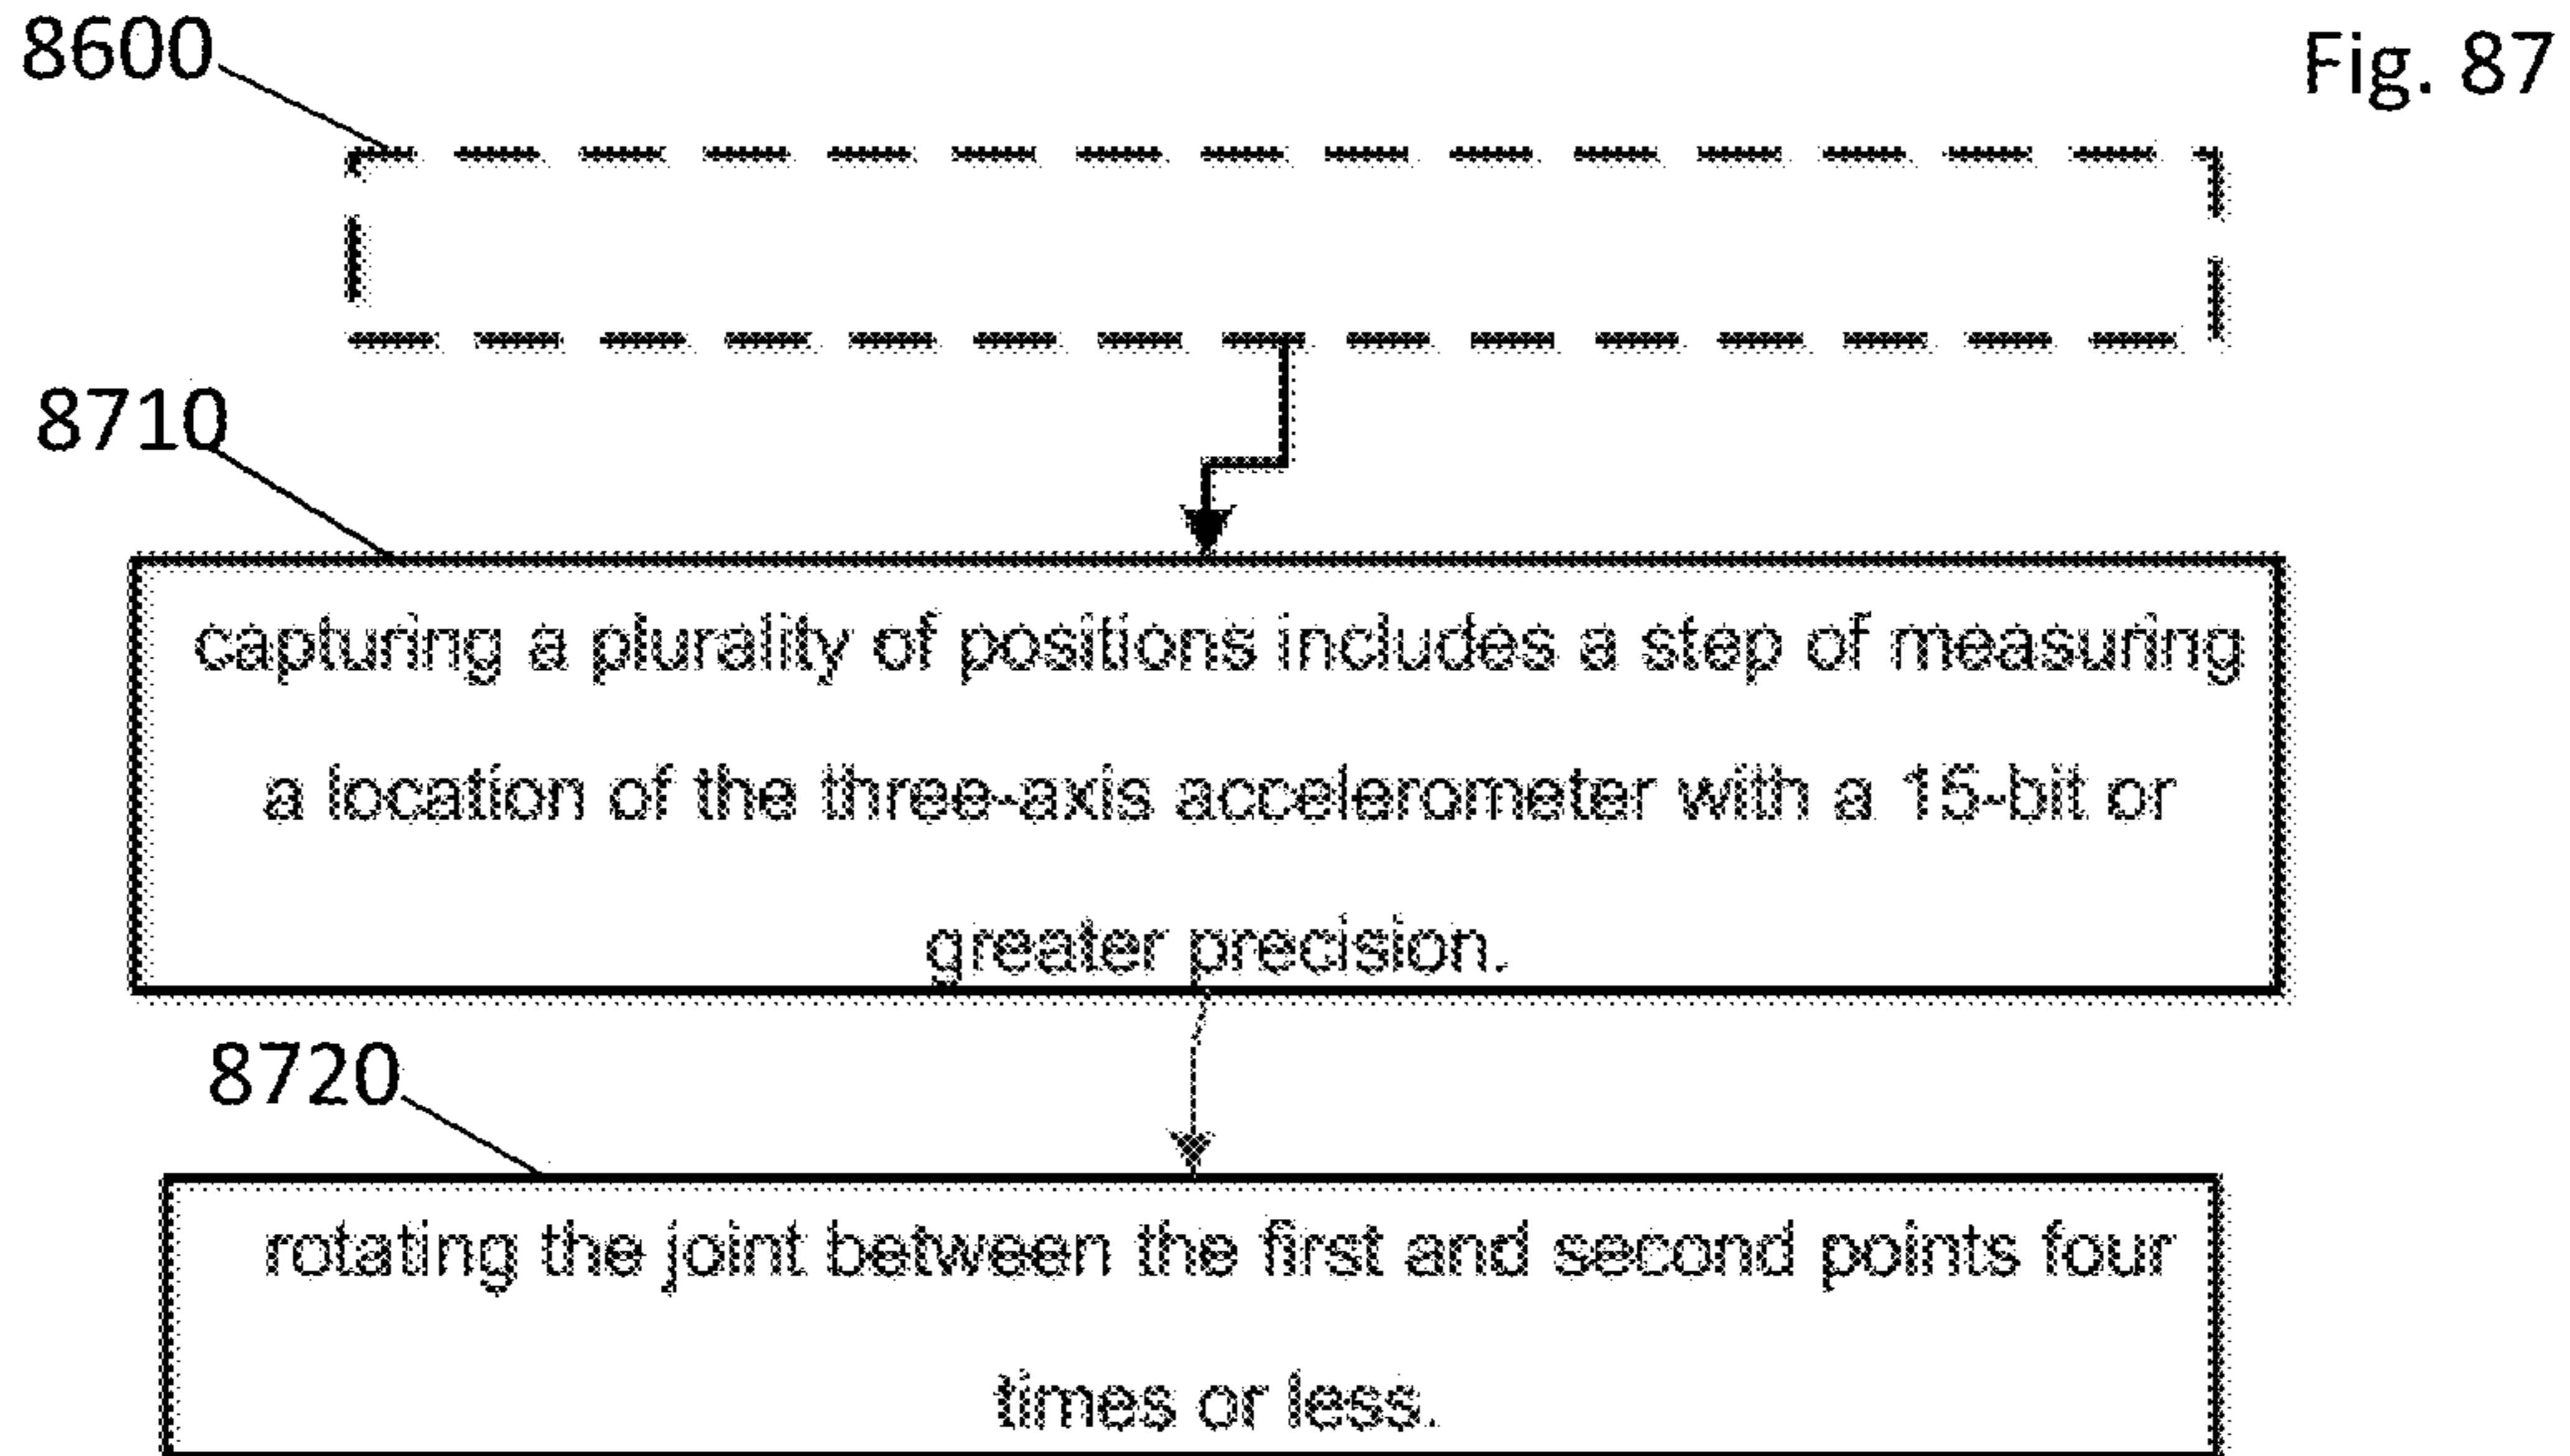 8600
Fig. 87
8710
capturing a plurality of positions includes a step of measuring
a location of the three-axis accelerometer with a 15-bit or
greater precision.
8720
rotating the joint between the first and second points four
times or less.